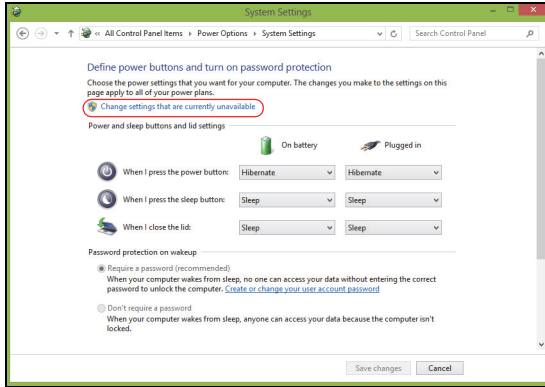 System Settings
« All Control Panel Items › Power Options › System Settings
Search Control Panel
Define power buttons and turn on password protection
Choose the power settings that you want for your computer. The changes you make to the settings on this
page apply to all of your power plans.
Change settings that are currently unavailable
Power and sleep buttons and lid settings
On battery Plugged in
When I press the power button: Hibernate Hibernate
When I press the sleep button: Sleep Sleep
When I close the lid: Sleep Sleep
Password protection on wakeup
Require a password (recommended)
When your computer wakes from sleep, no one can access your data without entering the correct
password to unlock the computer. Create or change your user account password
Don't require a password
When your computer wakes from sleep, anyone can access your data because the computer isn't
locked.
Save changes Cancel